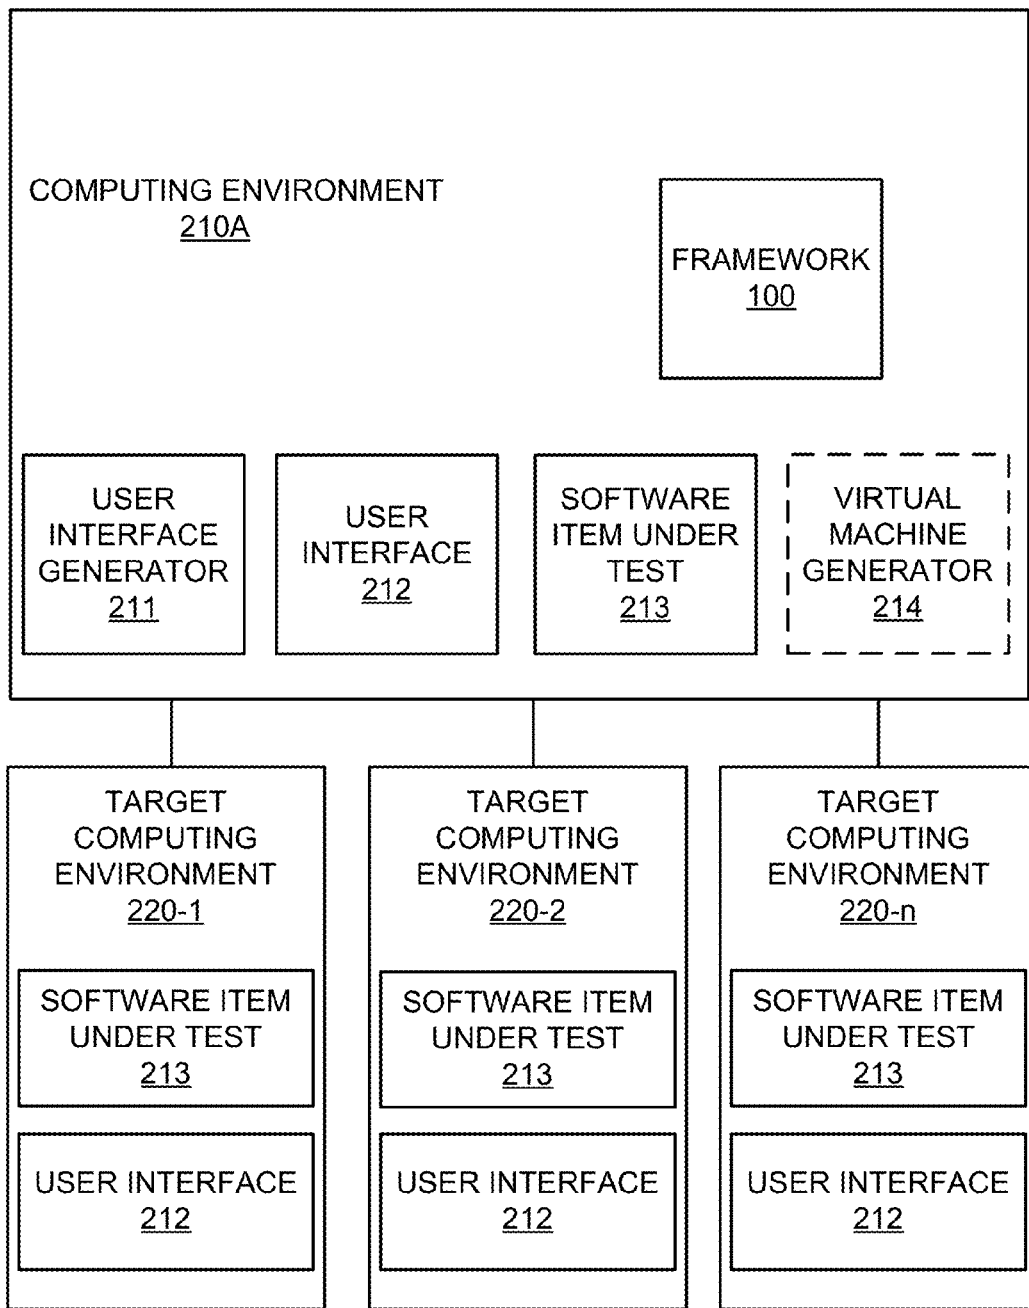 COMPUTING ENVIRONMENT
210A
FRAMEWORK
100
USER
INTERFACE
GENERATOR
211
USER
INTERFACE
212
SOFTWARE
ITEM UNDER
TEST
213
VIRTUAL
MACHINE
GENERATOR
214
TARGET
COMPUTING
ENVIRONMENT
220-1
SOFTWARE ITEM
UNDER TEST
213
USER INTERFACE
212
TARGET
COMPUTING
ENVIRONMENT
220-2
SOFTWARE ITEM
UNDER TEST
213
USER INTERFACE
212
TARGET
COMPUTING
ENVIRONMENT
220-n
SOFTWARE ITEM
UNDER TEST
213
USER INTERFACE
212